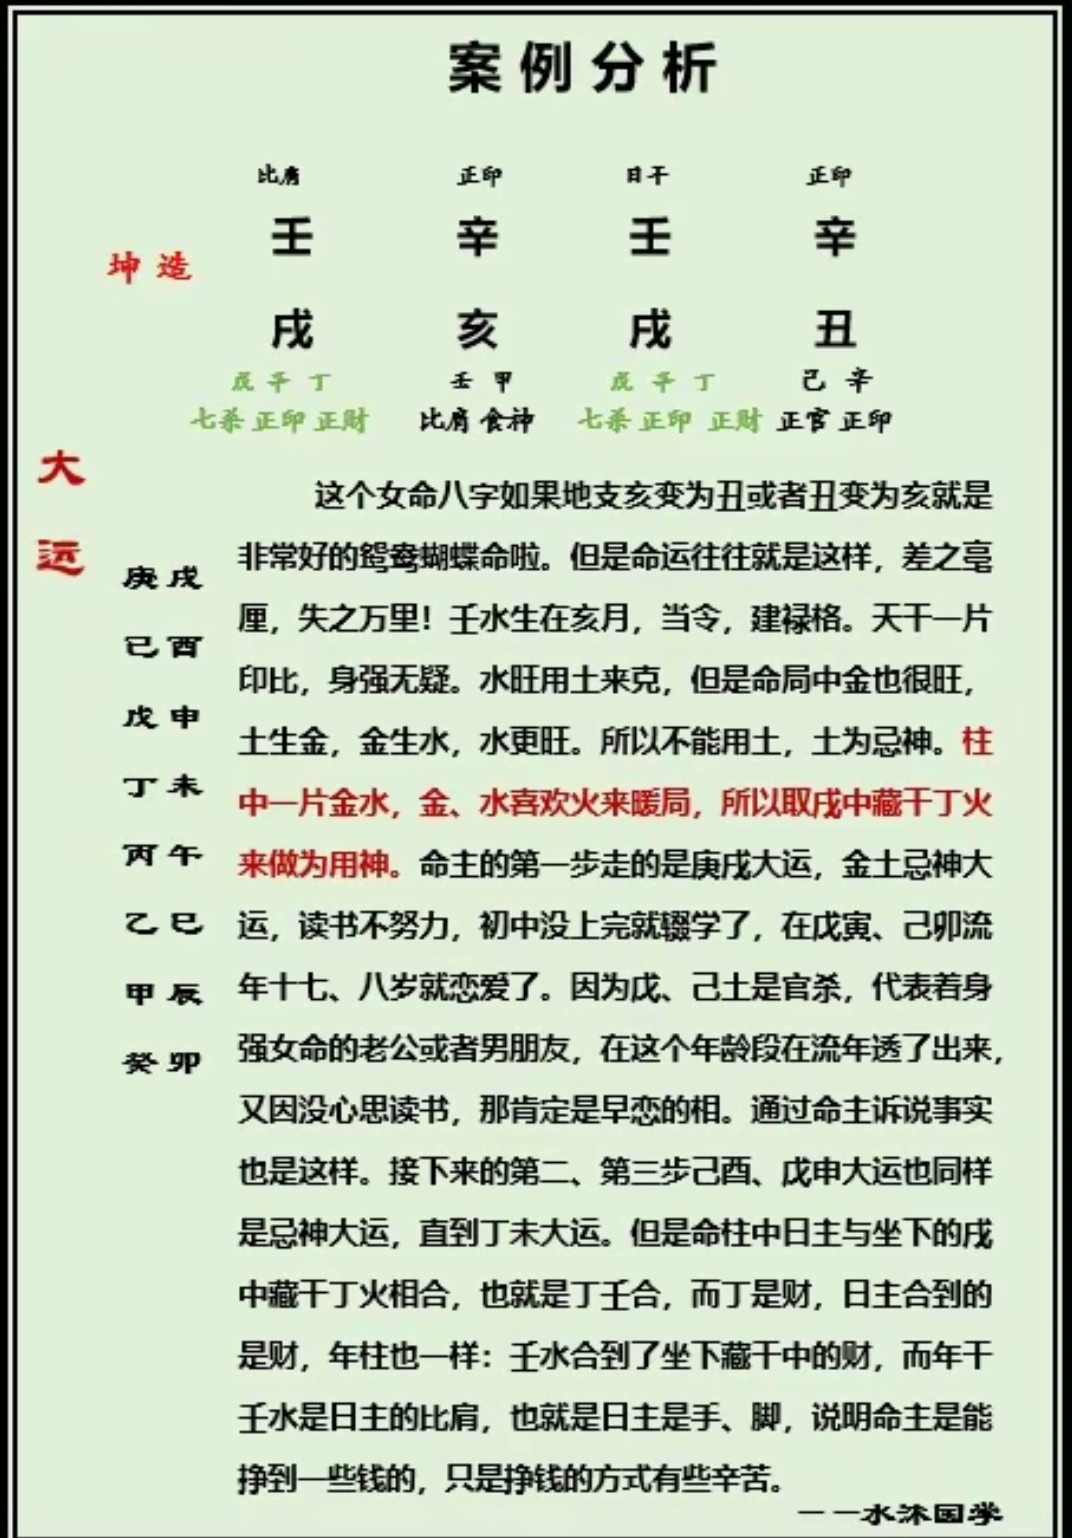 案例分析
比肩 正印 日干 正印
壬 辛 壬 辛
坤造
戌 亥 戌 丑
戊辛丁 壬甲 戊辛丁 己辛
七杀 正印 正财 比肩 食神 七杀 正印 正财 正官 正印
大运
庚戌
己酉
戊申
丁未
丙午
乙巳
甲辰
癸卯
这个女命八字如果地支亥变为丑或者丑变为亥就是
非常好的鸳鸯蝴蝶命啦。但是命运往往就是这样，差之毫
厘，失之万里！壬水生在亥月，当令，建禄格。天干一片
印比，身强无疑。水旺用土来克，但是命局中金也很旺，
土生金，金生水，水更旺。所以不能用土，土为忌神。柱
中一片金水，金、水喜欢火来暖局，所以取戌中藏干丁火
来做为用神。命主的第一步走的是庚戌大运，金土忌神大
运，读书不努力，初中没上完就辍学了，在戊寅、己卯流
年十七、八岁就恋爱了。因为戊、己土是官杀，代表着身
强女命的老公或者男朋友，在这个年龄段在流年透了出来，
又因没心思读书，那肯定是早恋的相。通过命主诉说事实
也是这样。接下来的第二、第三步己酉、戊申大运也同样
是忌神大运，直到丁未大运。但是命柱中日主与坐下的戌
中藏干丁火相合，也就是丁壬合，而丁是财，日主合到的
是财，年柱也一样：壬水合到了坐下藏干中的财，而年干
壬水是日主的比肩，也就是日主是手、脚，说明命主是能
挣到一些钱的，只是挣钱的方式有些辛苦。
——水沐国学